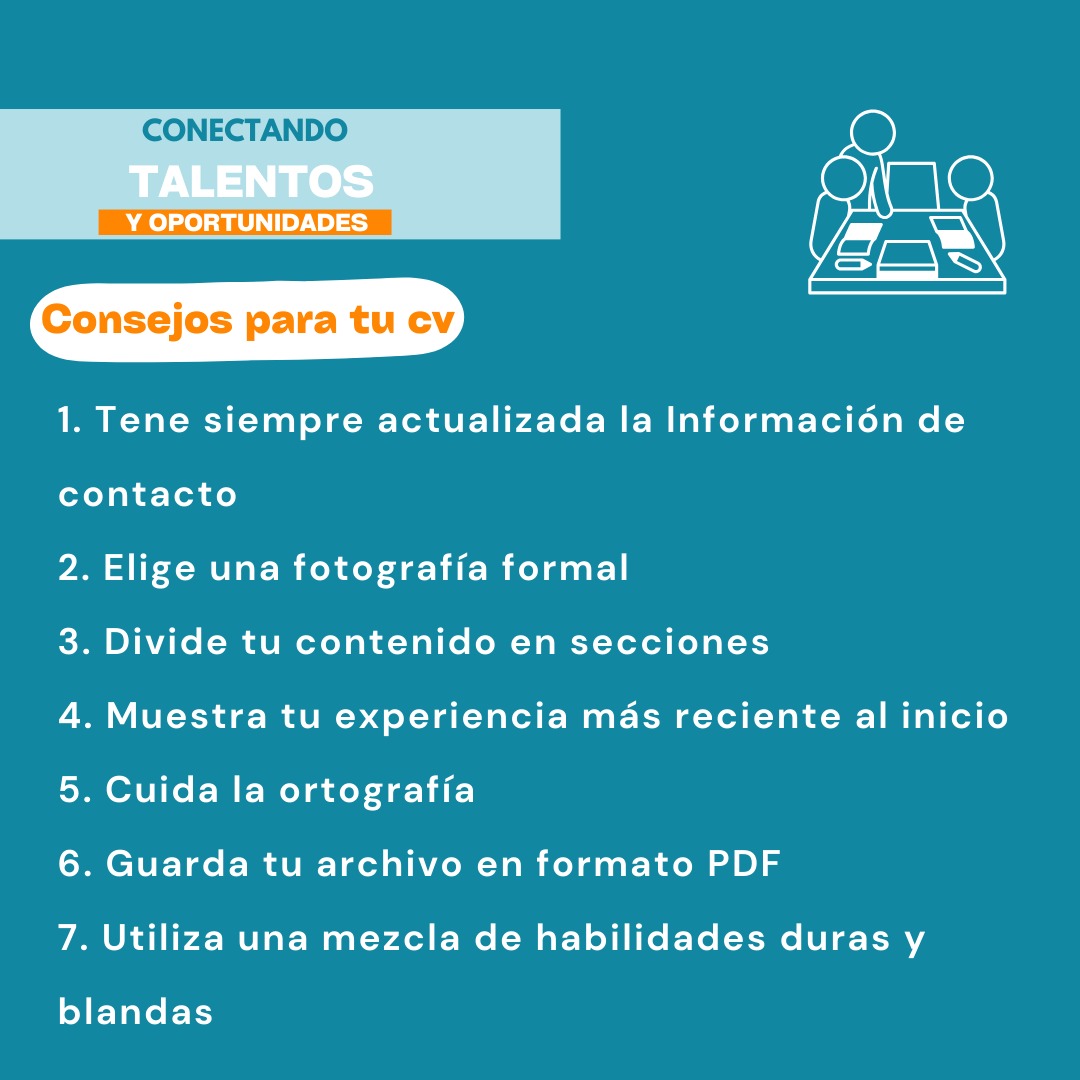 CONECTANDO
TALENTOS
Y OPORTUNIDADES
Consejos para tu cv
1. Tene siempre actualizada la Información de
contacto
2. Elige una fotografía formal
3. Divide tu contenido en secciones
4. Muestra tu experiencia más reciente al inicio
5. Cuida la ortografía
6. Guarda tu archivo en formato PDF
7. Utiliza una mezcla de habilidades duras y
blandas